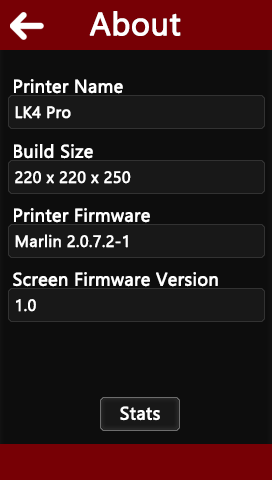 About
Printer Name
LK4 Pro
Build Size
220 x 220 x 250
Printer Firmware
Marlin 2.0.7.2-1
Screen Firmware Version
1.0
Stats